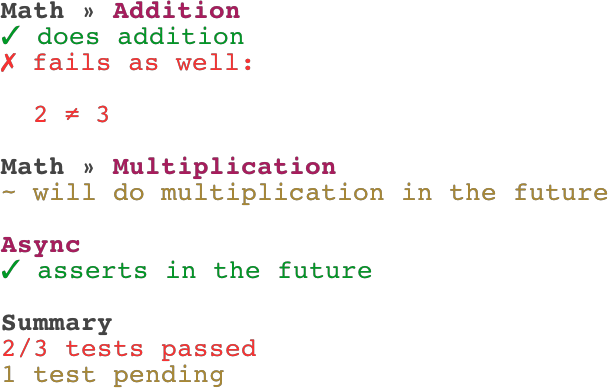 Math » Addition
✓ does addition
✗ fails as well:
2 ≠ 3
Math » Multiplication
~ will do multiplication in the future
Async
✓ asserts in the future
Summary
2/3 tests passed
1 test pending